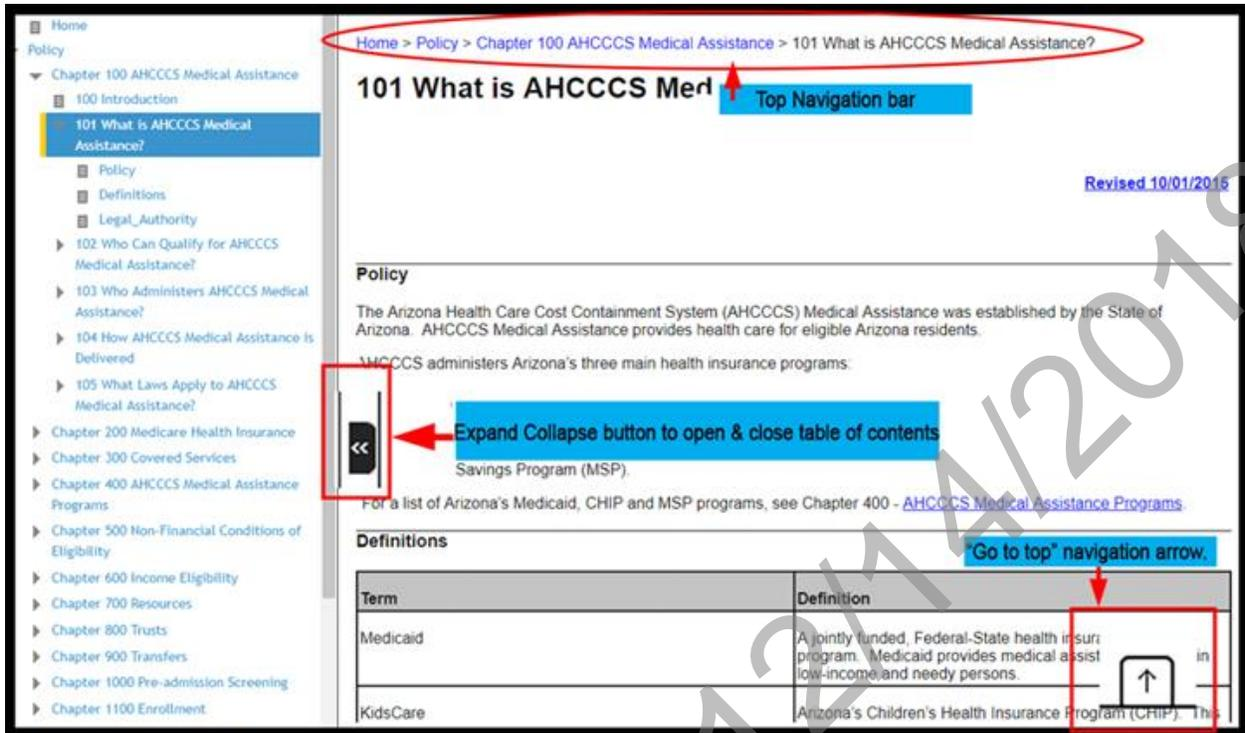 Home
Policy
Chapter 100 AHCCCS Medical Assistance
100 Introduction
101 What is AHCCCS Medical
Assistance?
Policy
Definitions
Legal_Authority
102 Who Can Qualify for AHCCCS
Medical Assistance?
103 Who Administers AHCCCS Medical
Assistance?
104 How AHCCCS Medical Assistance is
Delivered
105 What Laws Apply to AHCCCS
Medical Assistance?
Chapter 200 Medicare Health Insurance
Chapter 300 Covered Services
Chapter 400 AHCCCS Medical Assistance
Programs
Chapter 500 Non-Financial Conditions of
Eligibility
Chapter 600 Income Eligibility
Chapter 700 Resources
Chapter 800 Trusts
Chapter 900 Transfers
Chapter 1000 Pre-admission Screening
Chapter 1100 Enrollment
Home > Policy > Chapter 100 AHCCCS Medical Assistance > 101 What is AHCCCS Medical Assistance?
101 What is AHCCCS Med
Top Navigation bar
Revised 10/01/2015
Policy
The Arizona Health Care Cost Containment System (AHCCCS) Medical Assistance was established by the State of
Arizona. AHCCCS Medical Assistance provides health care for eligible Arizona residents.
AHCCCS administers Arizona's three main health insurance programs:
<<
Expand Collapse button to open & close table of contents
Savings Program (MSP).
For a list of Arizona's Medicaid, CHIP and MSP programs, see Chapter 400 - AHCCCS Medical Assistance Programs.
Definitions
"Go to top" navigation arrow.
Term Definition
Medicaid A jointly funded, Federal-State health
program. Medicaid provides medical in
low-income and needy persons.
KidsCare Arizona's Children's Health Insurance Program (CHIP). This
12/14/2018